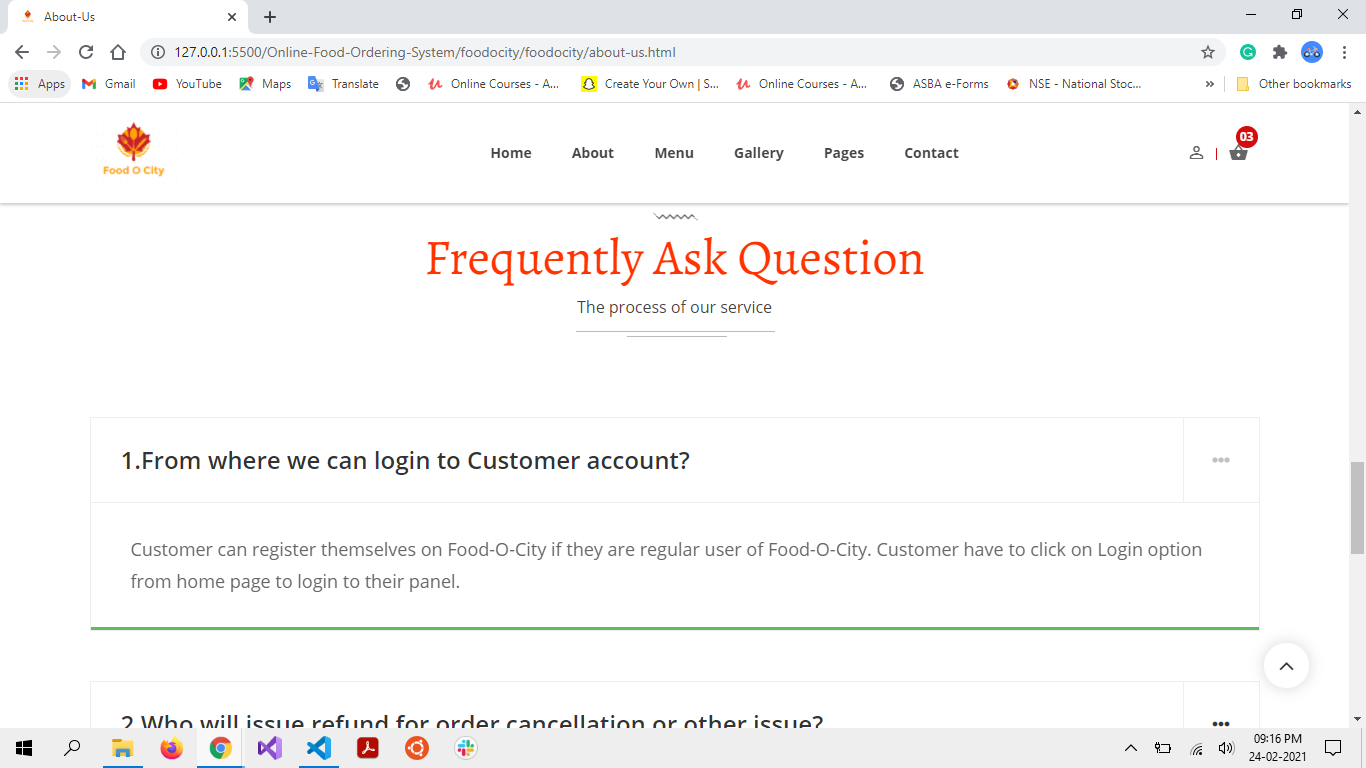 About-Us
127.0.0.1:5500/Online-Food-Ordering-System/foodocity/foodocity/about-us.html
Apps Gmail YouTube Maps Translate Online Courses - A... Create Your Own | S... Online Courses - A... ASBA e-Forms NSE - National Stoc... » Other bookmarks
Food O City
Home About Menu Gallery Pages Contact
03
Frequently Ask Question
The process of our service
1.From where we can login to Customer account?
Customer can register themselves on Food-O-City if they are regular user of Food-O-City. Customer have to click on Login option
from home page to login to their panel.
2.Who will issue refund for order cancellation or other issue?
09:16 PM
24-02-2021